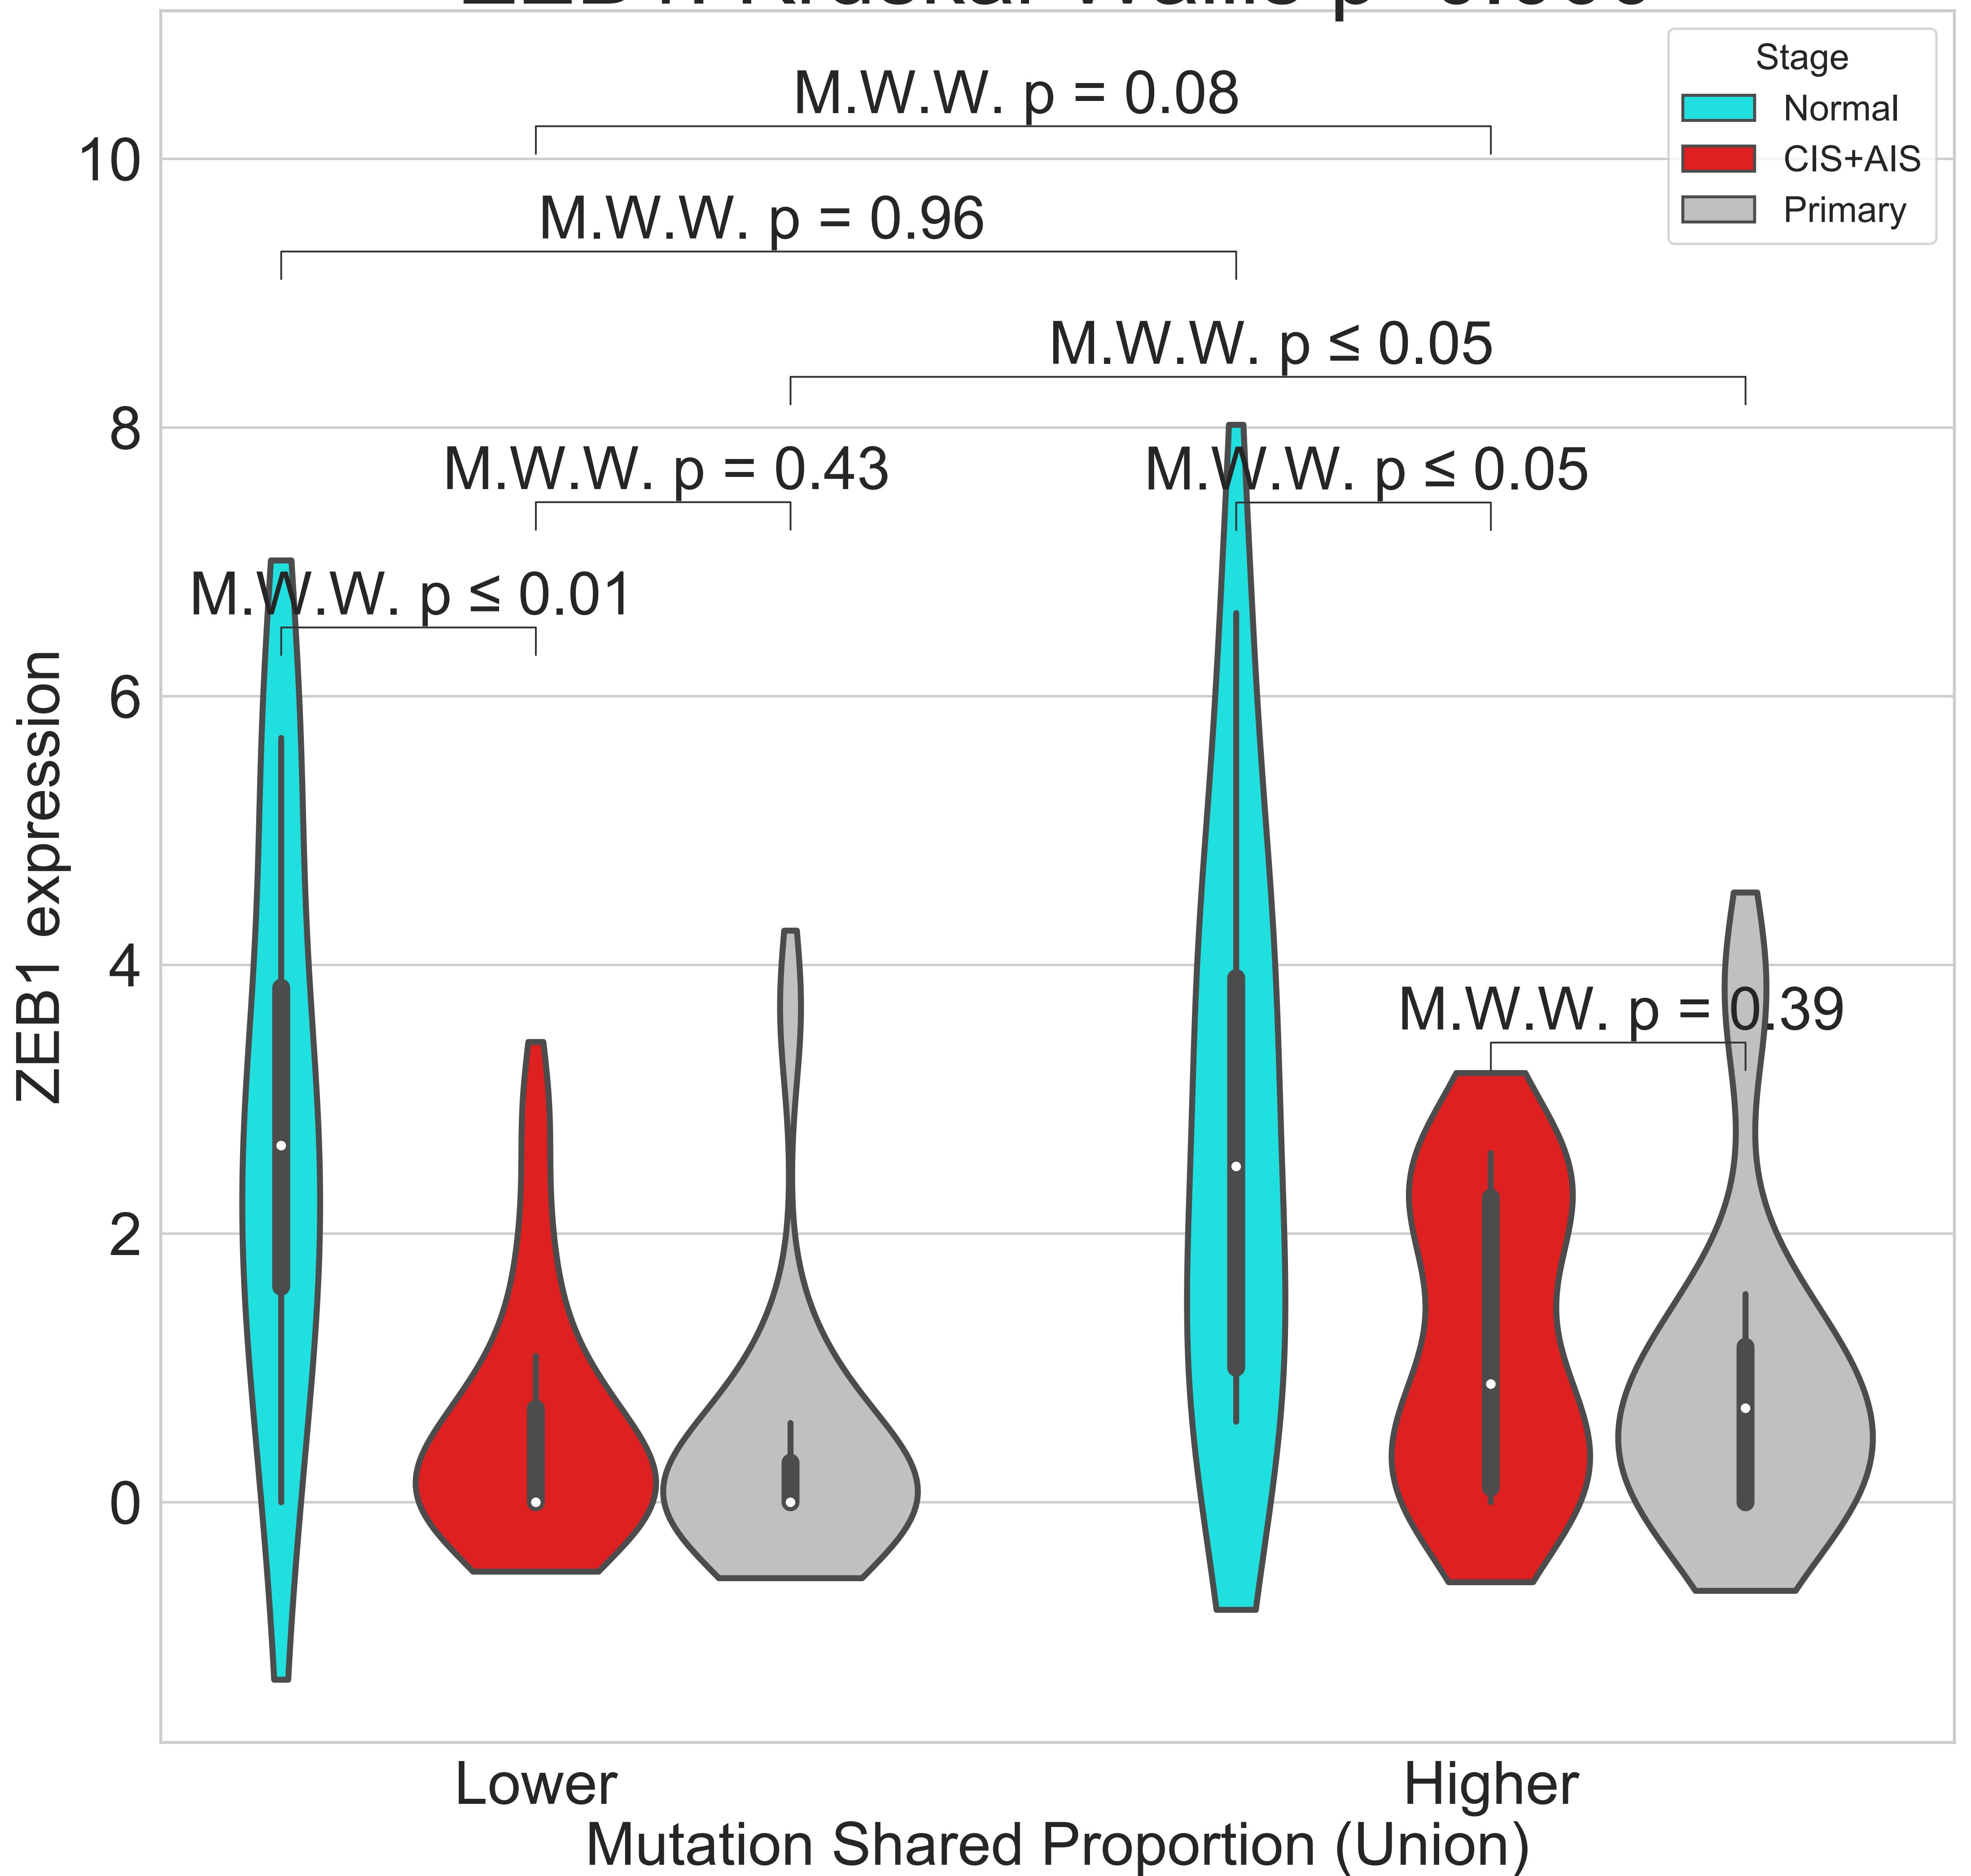 Stage
Normal
CIS+AIS
Primary
M.W.W. p = 0.08
M.W.W. p = 0.96
M.W.W. p ≤ 0.05
M.W.W. p = 0.43
M.W.W. p ≤ 0.05
M.W.W. p ≤ 0.01
M.W.W. p = 0.39
10
8
6
4
2
0
ZEB1 expression
Lower
Higher
Mutation Shared Proportion (Union)